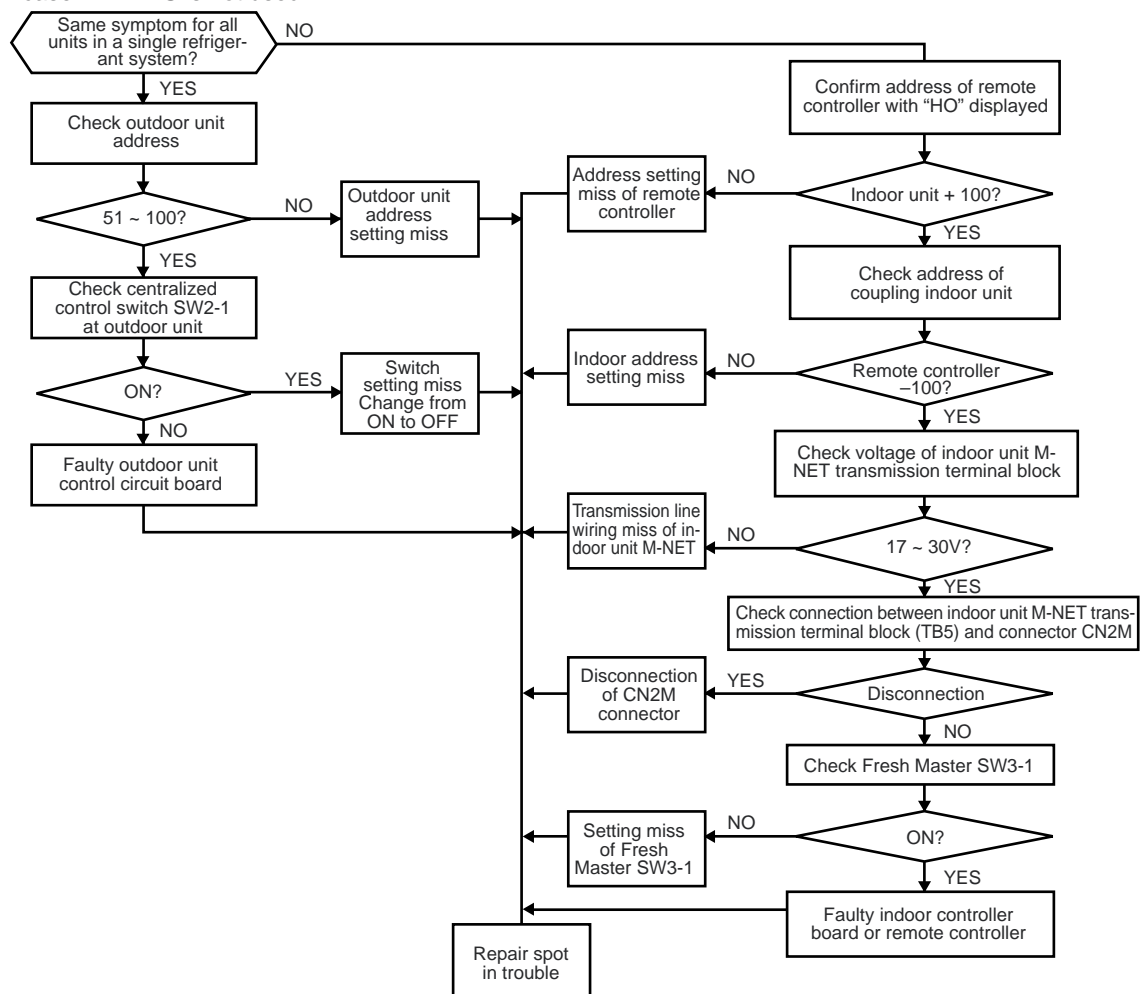 Same symptom for all
units in a single refriger-
ant system?
NO
YES
Check outdoor unit
address
51 ~ 100?
NO
Outdoor unit
address
setting miss
YES
Check centralized
control switch SW2-1
at outdoor unit
ON?
YES
Switch
setting miss
Change from
ON to OFF
NO
Faulty outdoor unit
control circuit board
Confirm address of remote
controller with “HO” displayed
Indoor unit + 100?
NO
Address setting
miss of remote
controller
YES
Check address of
coupling indoor unit
Remote controller
–100?
NO
Indoor address
setting miss
YES
Check voltage of indoor unit M-
NET transmission terminal block
17 ~ 30V?
NO
Transmission line
wiring miss of in-
door unit M-NET
YES
Check connection between indoor unit M-NET trans-
mission terminal block (TB5) and connector CN2M
Disconnection
YES
Disconnection
of CN2M
connector
NO
Check Fresh Master SW3-1
ON?
NO
Setting miss
of Fresh
Master SW3-1
YES
Faulty indoor controller
board or remote controller
Repair spot
in trouble